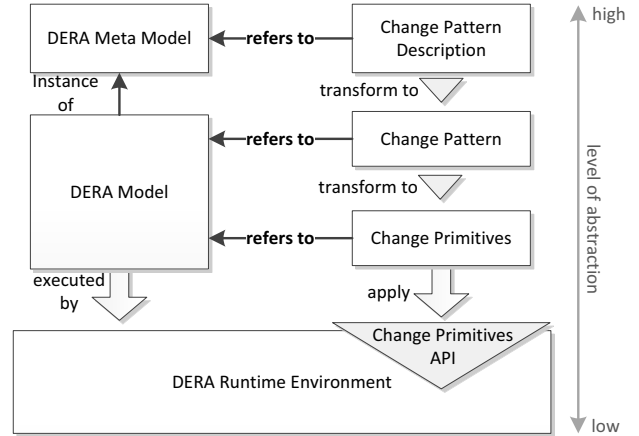 high
DERA Meta Model
refers to
Change Pattern
Description
Instance
of
transform to
DERA Model
refers to
Change Pattern
transform to
refers to
Change Primitives
level of abstraction
executed
by
apply
Change Primitives
API
DERA Runtime Environment
low